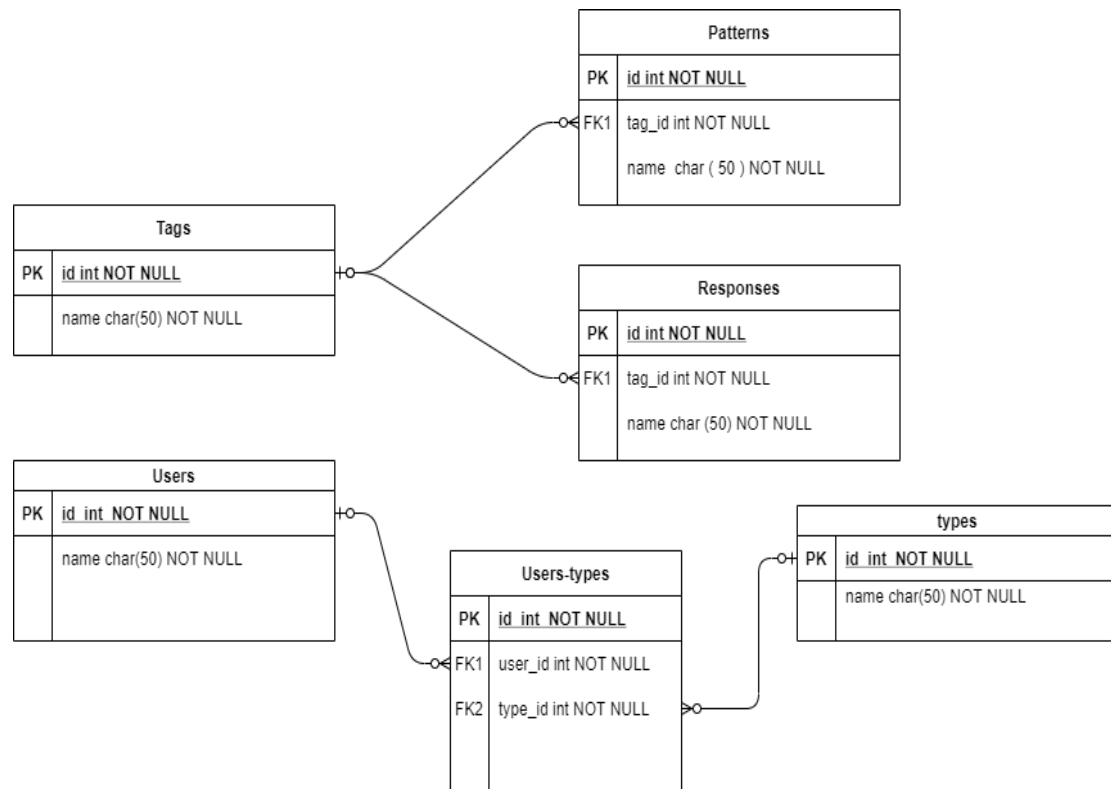 Patterns
PK id int NOT NULL
FK1 tag_id int NOT NULL
name char ( 50 ) NOT NULL
Tags
PK id int NOT NULL
name char(50) NOT NULL
Responses
PK id int NOT NULL
FK1 tag_id int NOT NULL
name char (50) NOT NULL
Users
PK id int NOT NULL
name char(50) NOT NULL
types
PK id int NOT NULL
name char(50) NOT NULL
Users-types
PK id int NOT NULL
FK1 user_id int NOT NULL
FK2 type_id int NOT NULL